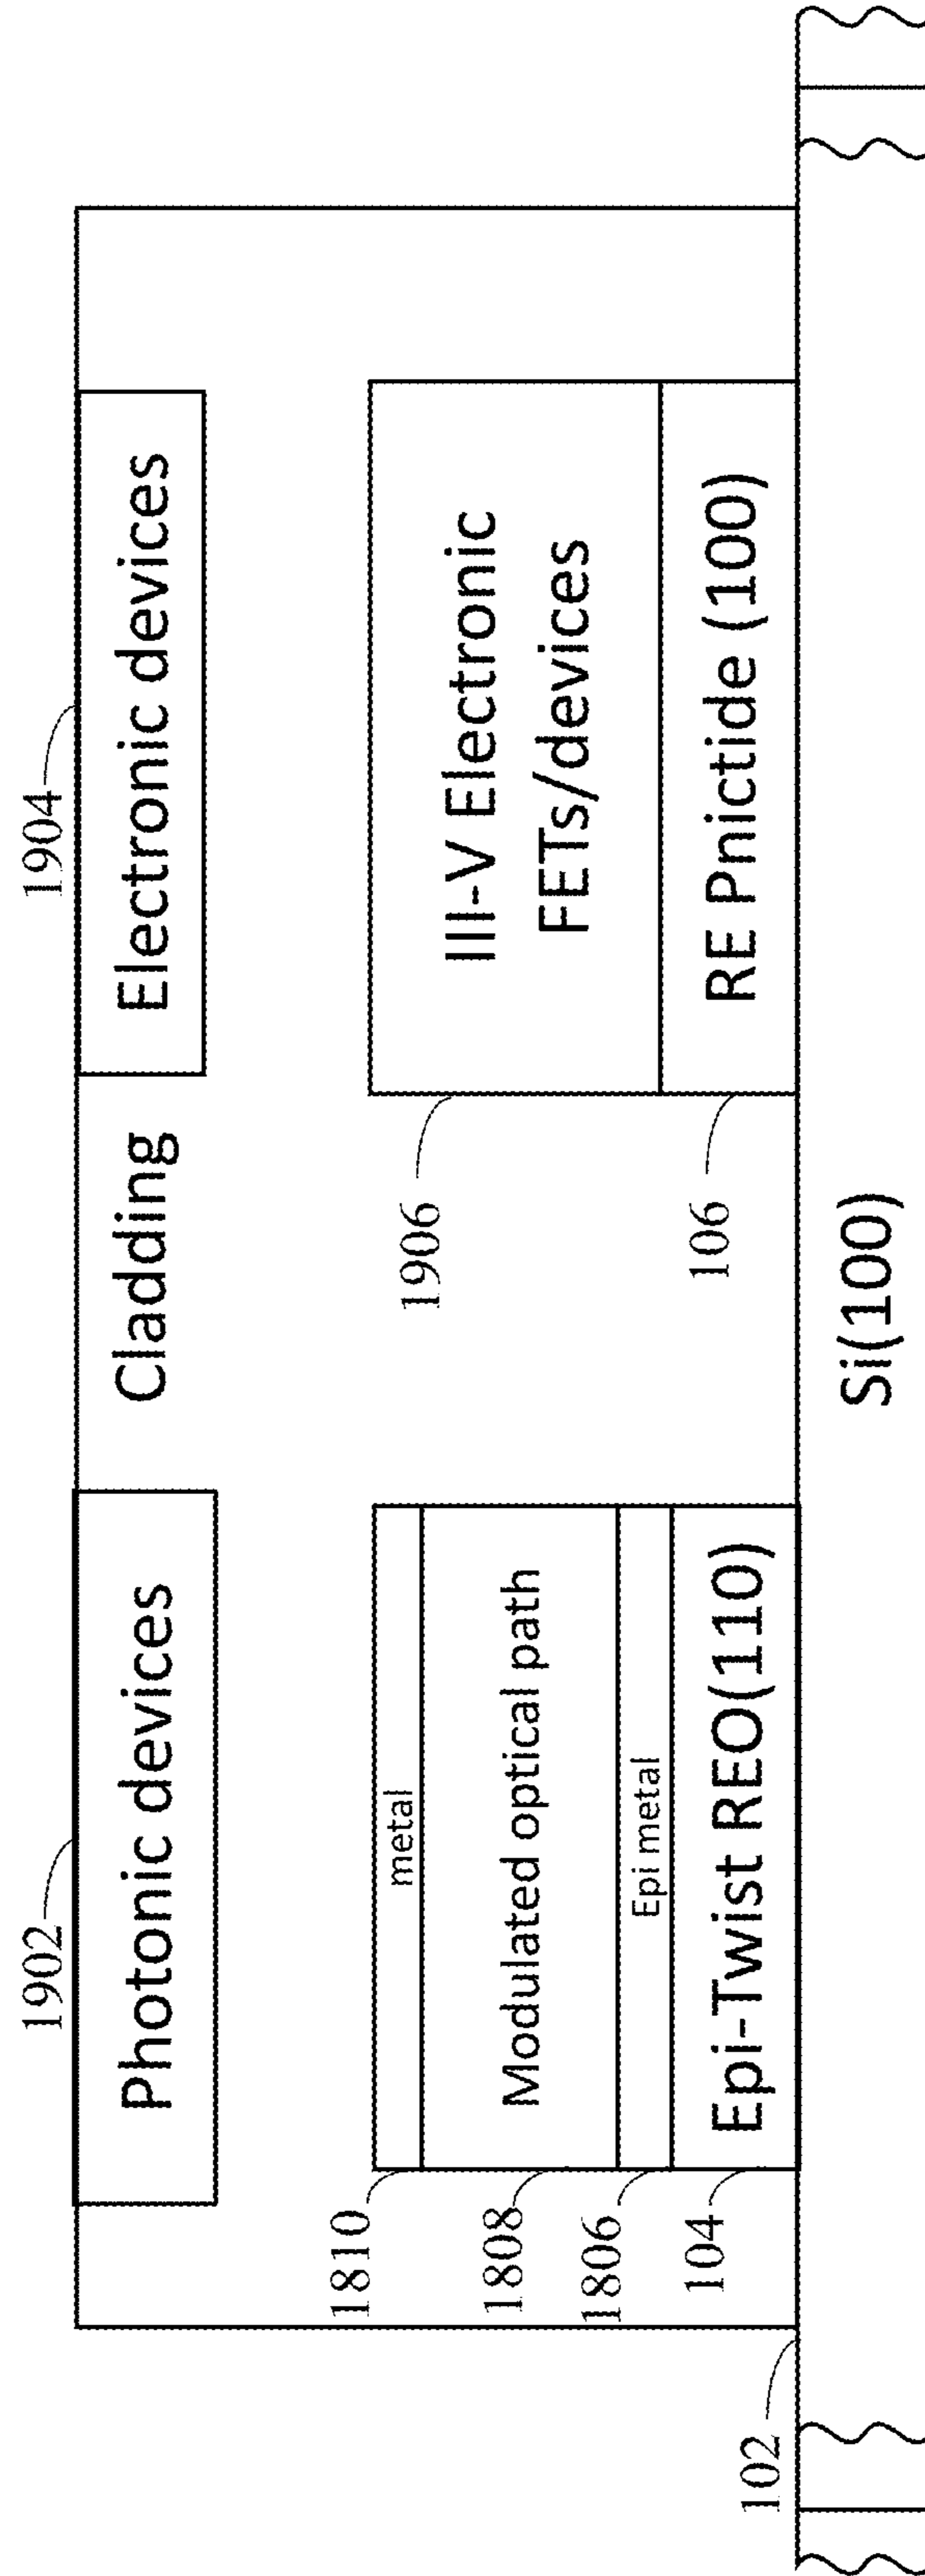 1902
1904
Photonic devices
Cladding
Electronic devices
1810
metal
1808
Modulated optical path
1906
III-V Electronic
FETs/devices
1806
Epi metal
104
Epi-Twist REO(110)
106
RE Pnictide (100)
102
Si(100)